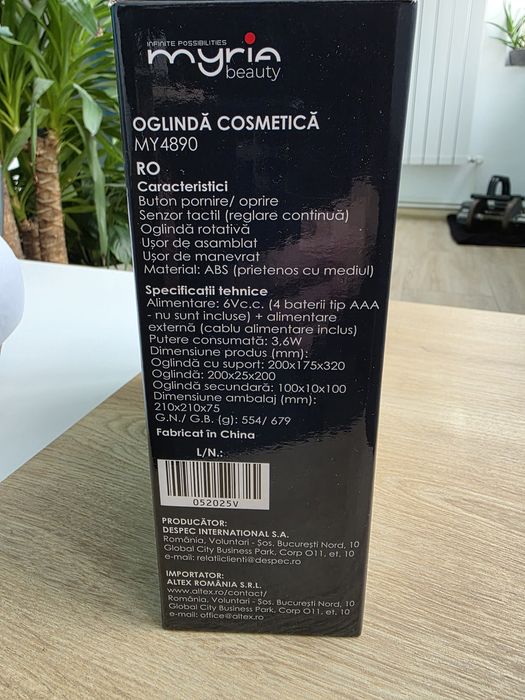 INFINITE POSSIBILITIES
myria
beauty
OGLINDĂ COSMETICĂ
MY4890
RO
Caracteristici
Buton pornire/ oprire
Senzor tactil (reglare continuă)
Oglindă rotativă
Ușor de asamblat
Ușor de manevrat
Material: ABS (prietenos cu mediul)
Specificații tehnice
Alimentare: 6Vc.c. (4 baterii tip AAA
- nu sunt incluse) + alimentare
externă (cablu alimentare inclus)
Putere consumată: 3,6W
Dimensiune produs (mm):
Oglindă cu suport: 200x175x320
Oglindă: 200x25x200
Oglindă secundară: 100x10x100
Dimensiune ambalaj (mm):
210x210x75
G.N./ G.B. (g): 554/ 679
Fabricat în China
L/N.:
052025V
PRODUCĂTOR:
DESPEC INTERNATIONAL S.A.
România, Voluntari - Șos. București Nord, 10
Global City Business Park, Corp O11, et. 10
e-mail: relatiiclienti@despec.ro
IMPORTATOR:
ALTEX ROMÂNIA S.R.L.
www.altex.ro/contact/
România, Voluntari - Șos. București Nord, 10
Global City Business Park, Corp O11, et. 10
e-mail: office@altex.ro